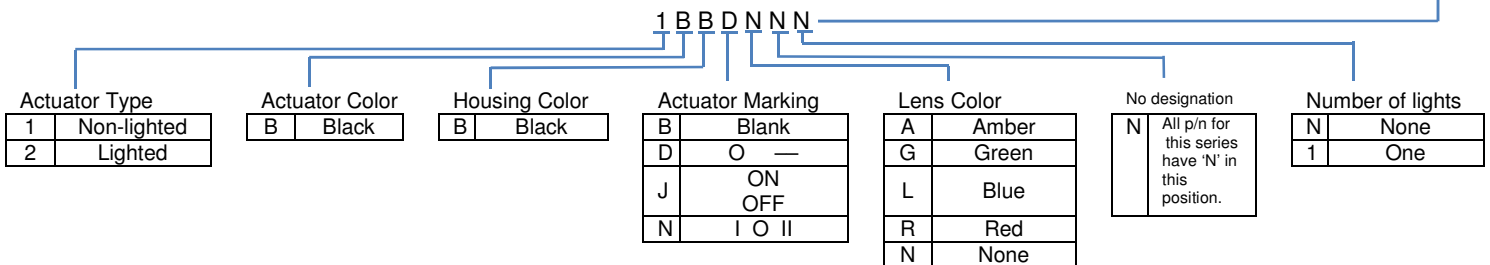 1 B B D N N N
Actuator Type
1 Non-lighted
2 Lighted
Actuator Color
B Black
Housing Color
B Black
Actuator Marking
B Blank
D O —
J ON
OFF
N I O II
Lens Color
A Amber
G Green
L Blue
R Red
N None
No designation
N All p/n for
this series
have ‘N’ in
this
position.
Number of lights
N None
1 One